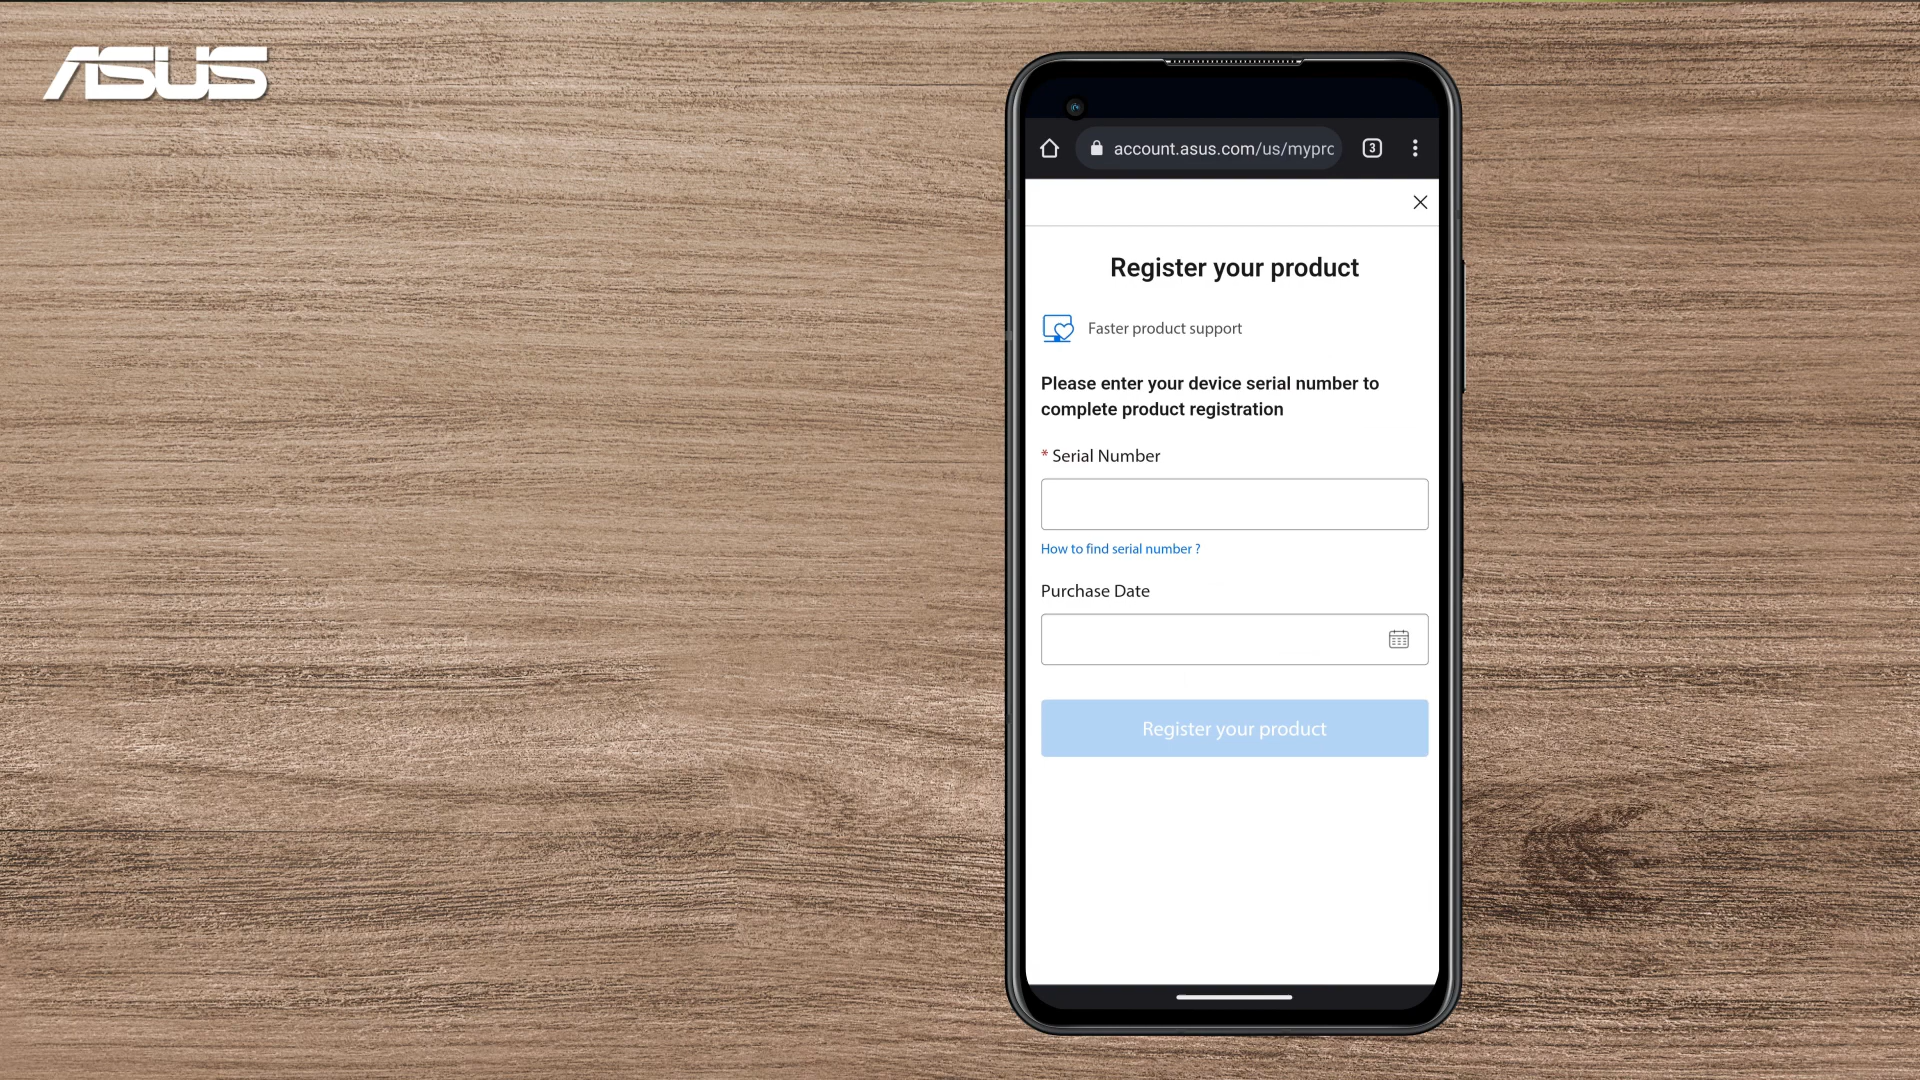 ASUS
account.asus.com/us/myprc
3
Register your product
Faster product support
Please enter your device serial number to
complete product registration
* Serial Number
How to find serial number ?
Purchase Date
Register your product